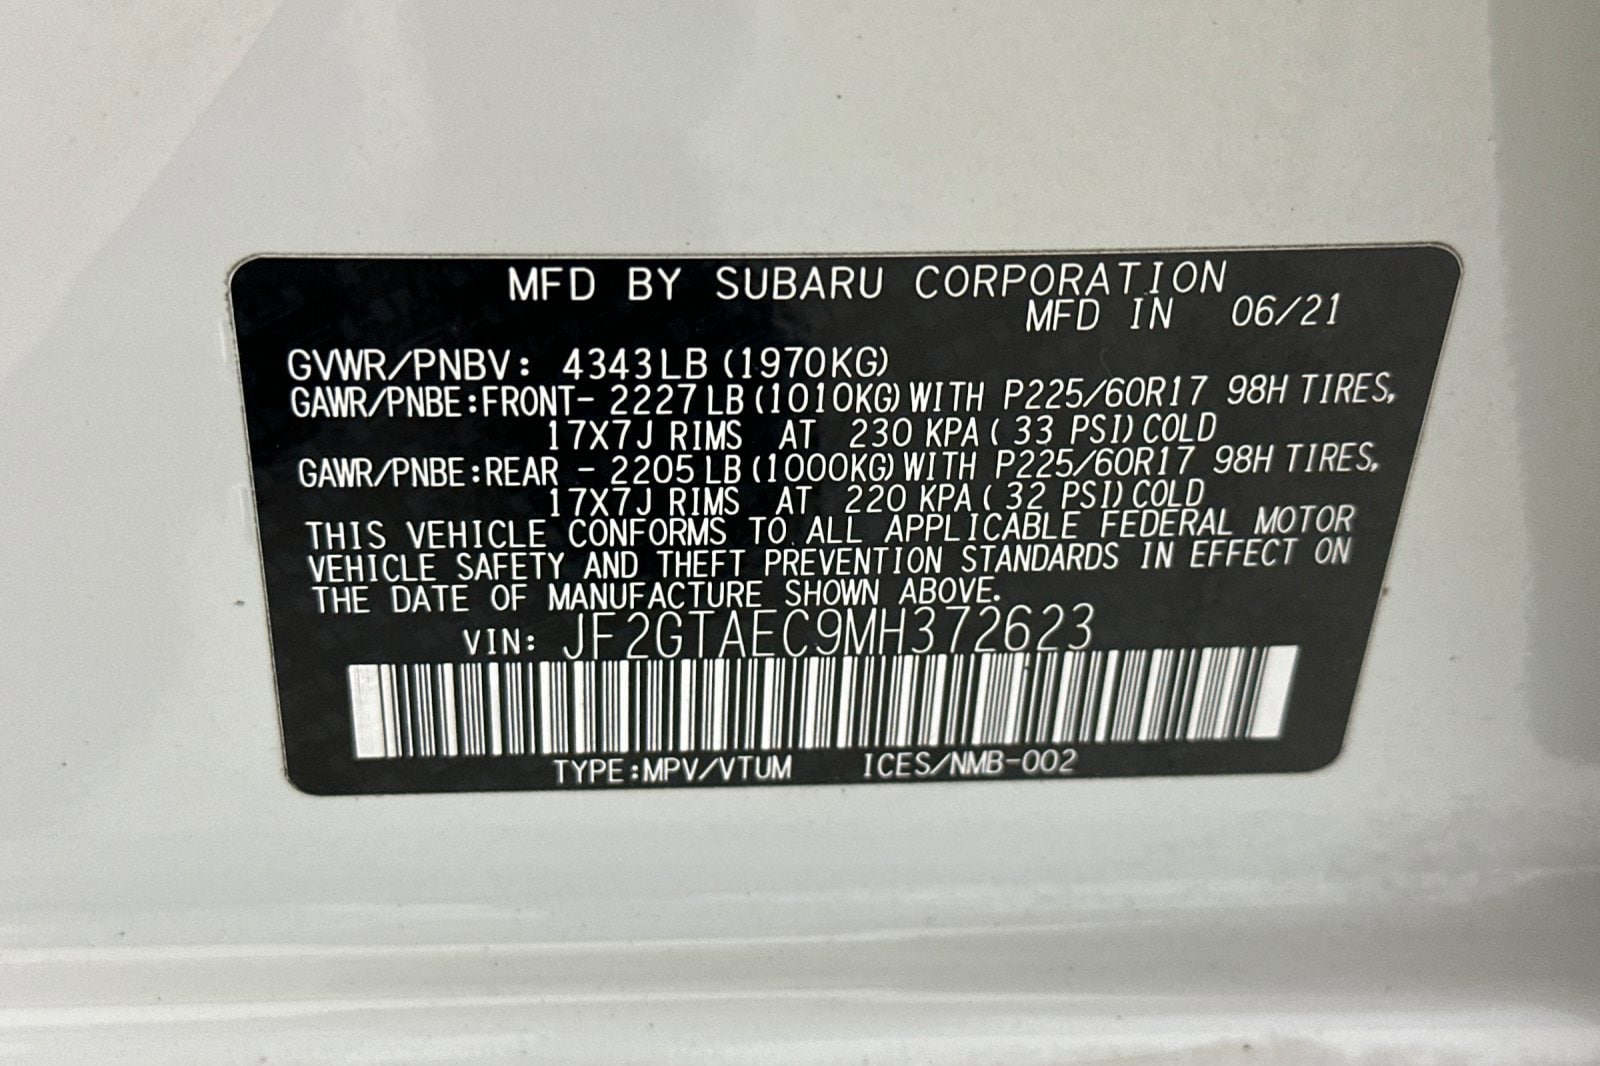 MFD BY SUBARU CORPORATION
MFD IN 06/21
GVWR/PNBV: 4343LB (1970KG)
GAWR/PNBE:FRONT- 2227LB(1010KG)WITH P225/60R17 98H TIRES,
17X7J RIMS AT 230 KPA( 33 PSI)COLD
GAWR/PNBE:REAR - 2205LB(1000KG)WITH P225/60R17 98H TIRES,
17X7J RIMS AT 220 KPA( 32 PSI)COLD
THIS VEHICLE CONFORMS TO ALL APPLICABLE FEDERAL MOTOR
VEHICLE SAFETY AND THEFT PREVENTION STANDARDS IN EFFECT ON
THE DATE OF MANUFACTURE SHOWN ABOVE.
VIN: JF2GTAEC9MH372623
TYPE:MPV/VTUM ICES/NMB-002